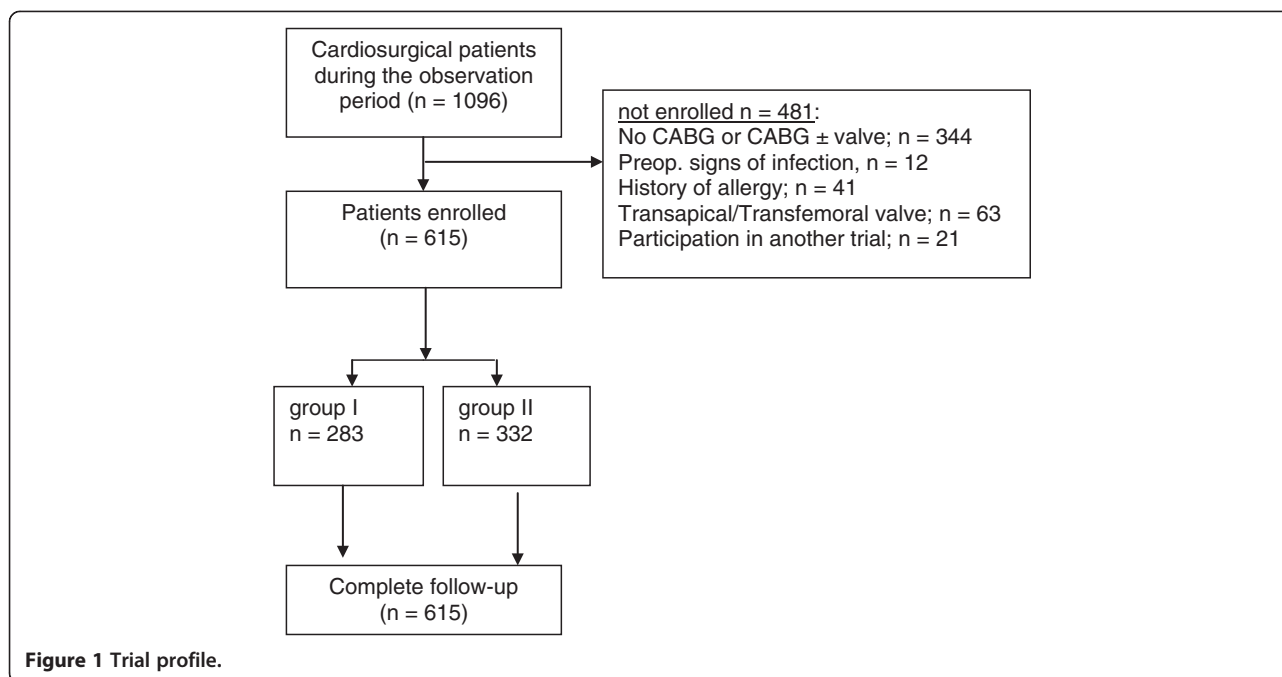 Cardiosurgical patients
during the observation
period (n = 1096)
not enrolled n = 481:
No CABG or CABG ± valve; n = 344
Preop. signs of infection, n = 12
History of allergy; n = 41
Transapical/Transfemoral valve; n = 63
Participation in another trial; n = 21
Patients enrolled
(n = 615)
group I
n = 283
group II
n = 332
Complete follow-up
(n = 615)
Figure 1 Trial profile.